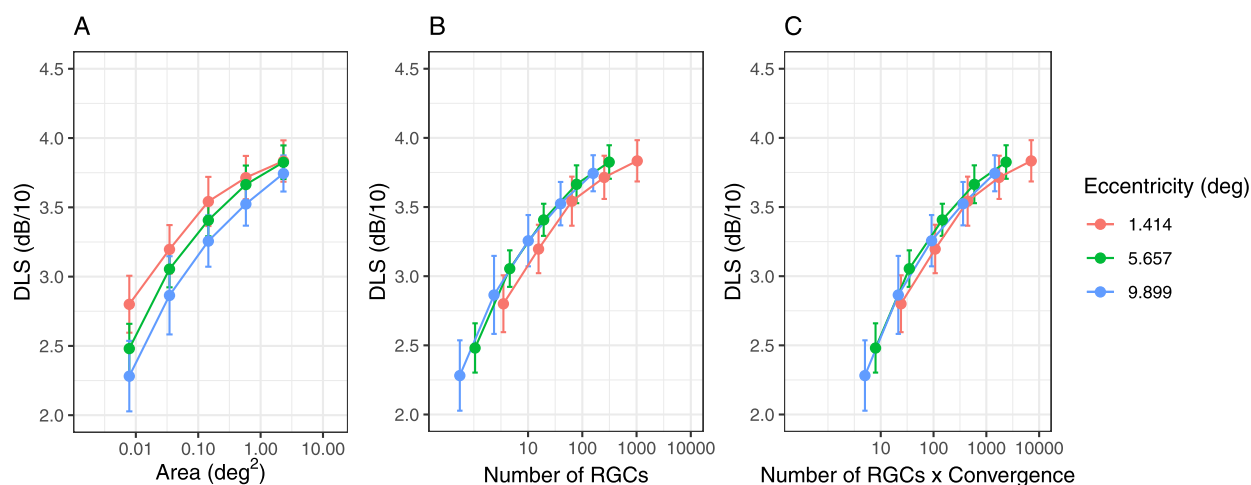 A
B
C
4.5
4.0
3.5
3.0
2.5
2.0
DLS (dB/10)
0.01 0.10 1.00 10.00
Area (deg²)
4.5
4.0
3.5
3.0
2.5
2.0
DLS (dB/10)
10 100 1000 10000
Number of RGCs
4.5
4.0
3.5
3.0
2.5
2.0
DLS (dB/10)
10 100 1000 10000
Number of RGCs x Convergence
Eccentricity (deg)
1.414
5.657
9.899